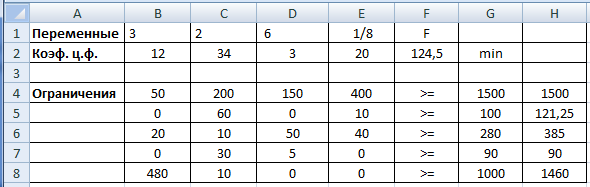 A B C D E F G H
1 Переменные 3 2 6 1/8 F
2 Коэф. ц.ф. 12 34 3 20 124,5 min
3
4 Ограничения 50 200 150 400 >= 1500 1500
5 0 60 0 10 >= 100 121,25
6 20 10 50 40 >= 280 385
7 0 30 5 0 >= 90 90
8 480 10 0 0 >= 1000 1460